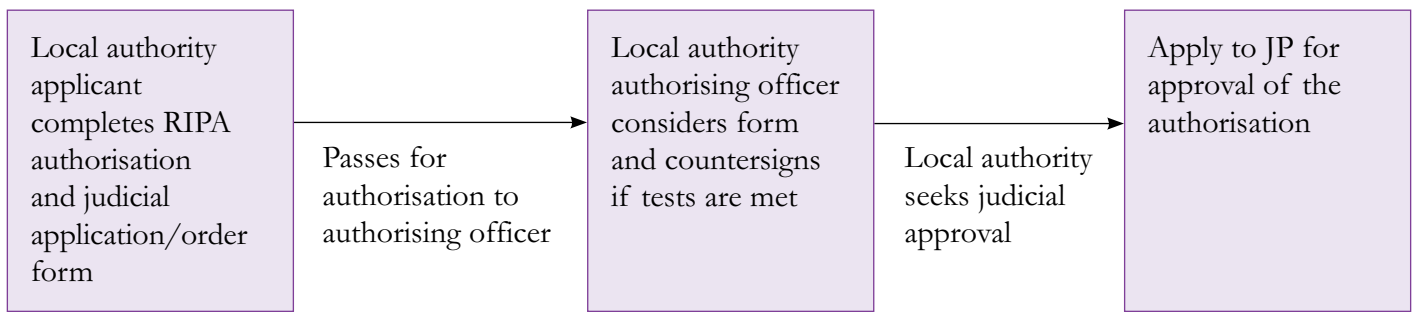 Local authority
applicant
completes RIPA
authorisation
and judicial
application/order
form
Passes for
authorisation to
authorising officer
Local authority
authorising officer
considers form
and countersigns
if tests are met
Local authority
seeks judicial
approval
Apply to JP for
approval of the
authorisation